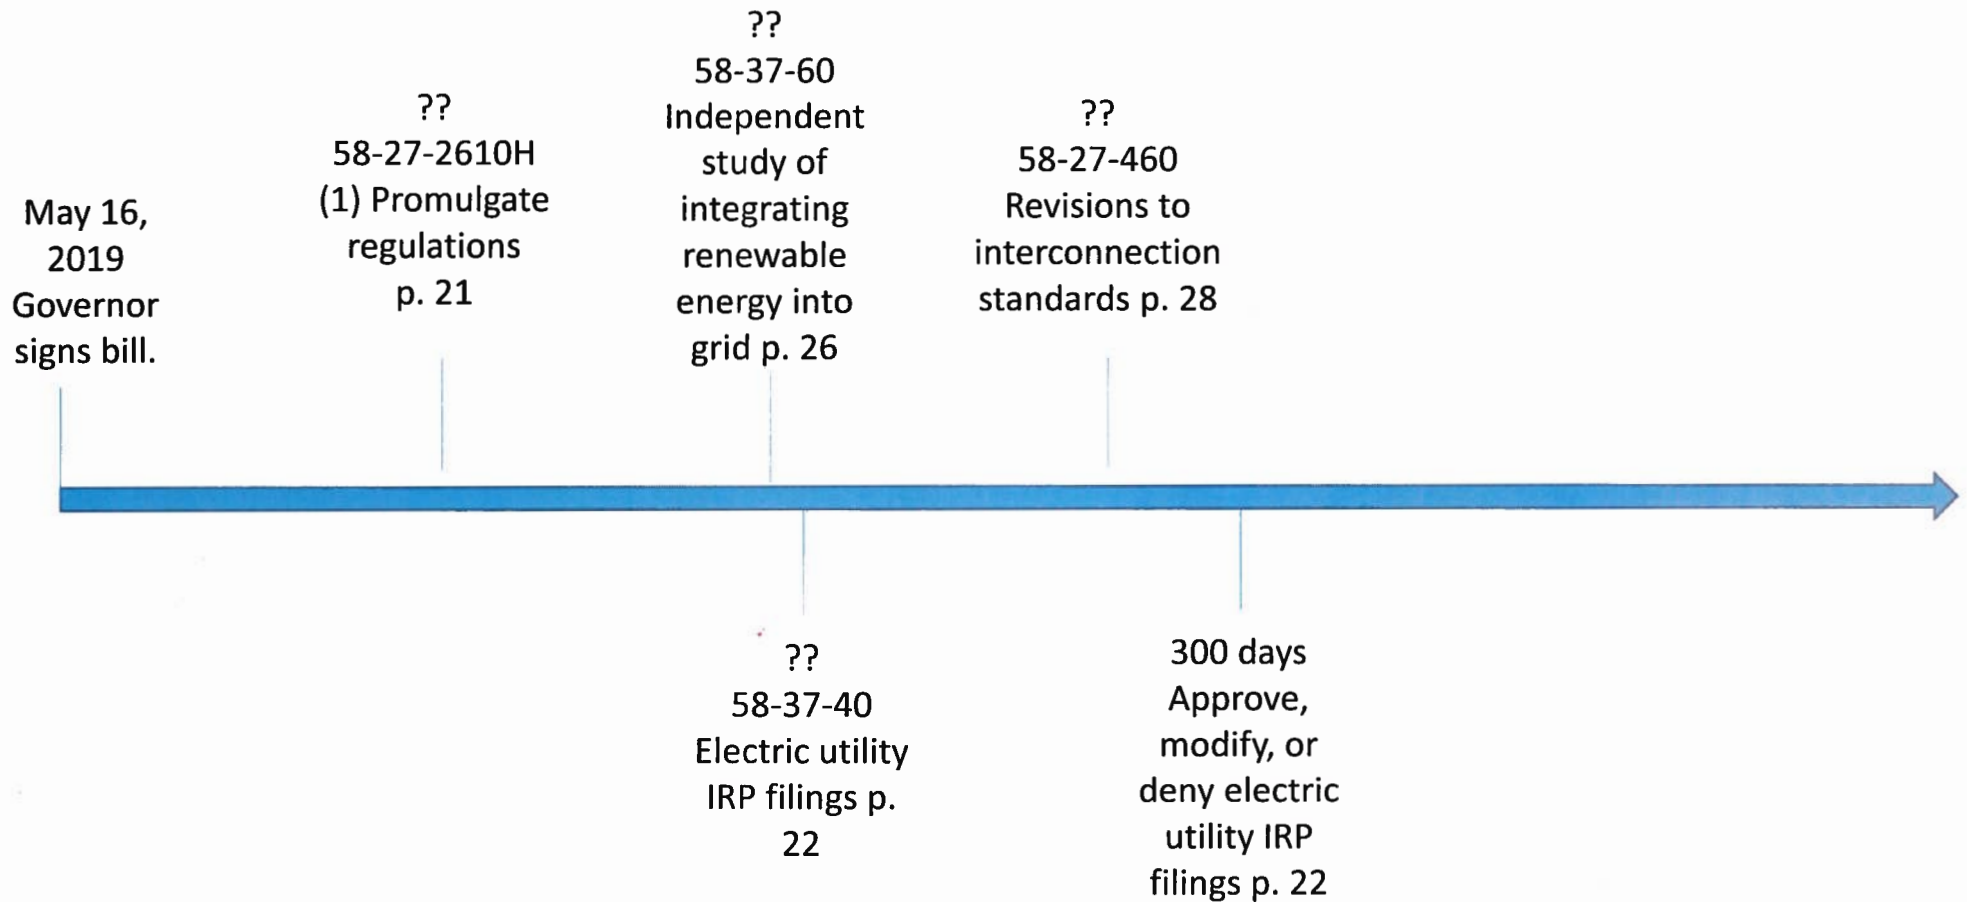 May 16,
2019
Governor
signs bill.
??
58-27-2610H
(1) Promulgate
regulations
p. 21
??
58-37-60
Independent
study of
integrating
renewable
energy into
grid p. 26
??
58-27-460
Revisions to
interconnection
standards p. 28
??
58-37-40
Electric utility
IRP filings p.
22
300 days
Approve,
modify, or
deny electric
utility IRP
filings p. 22